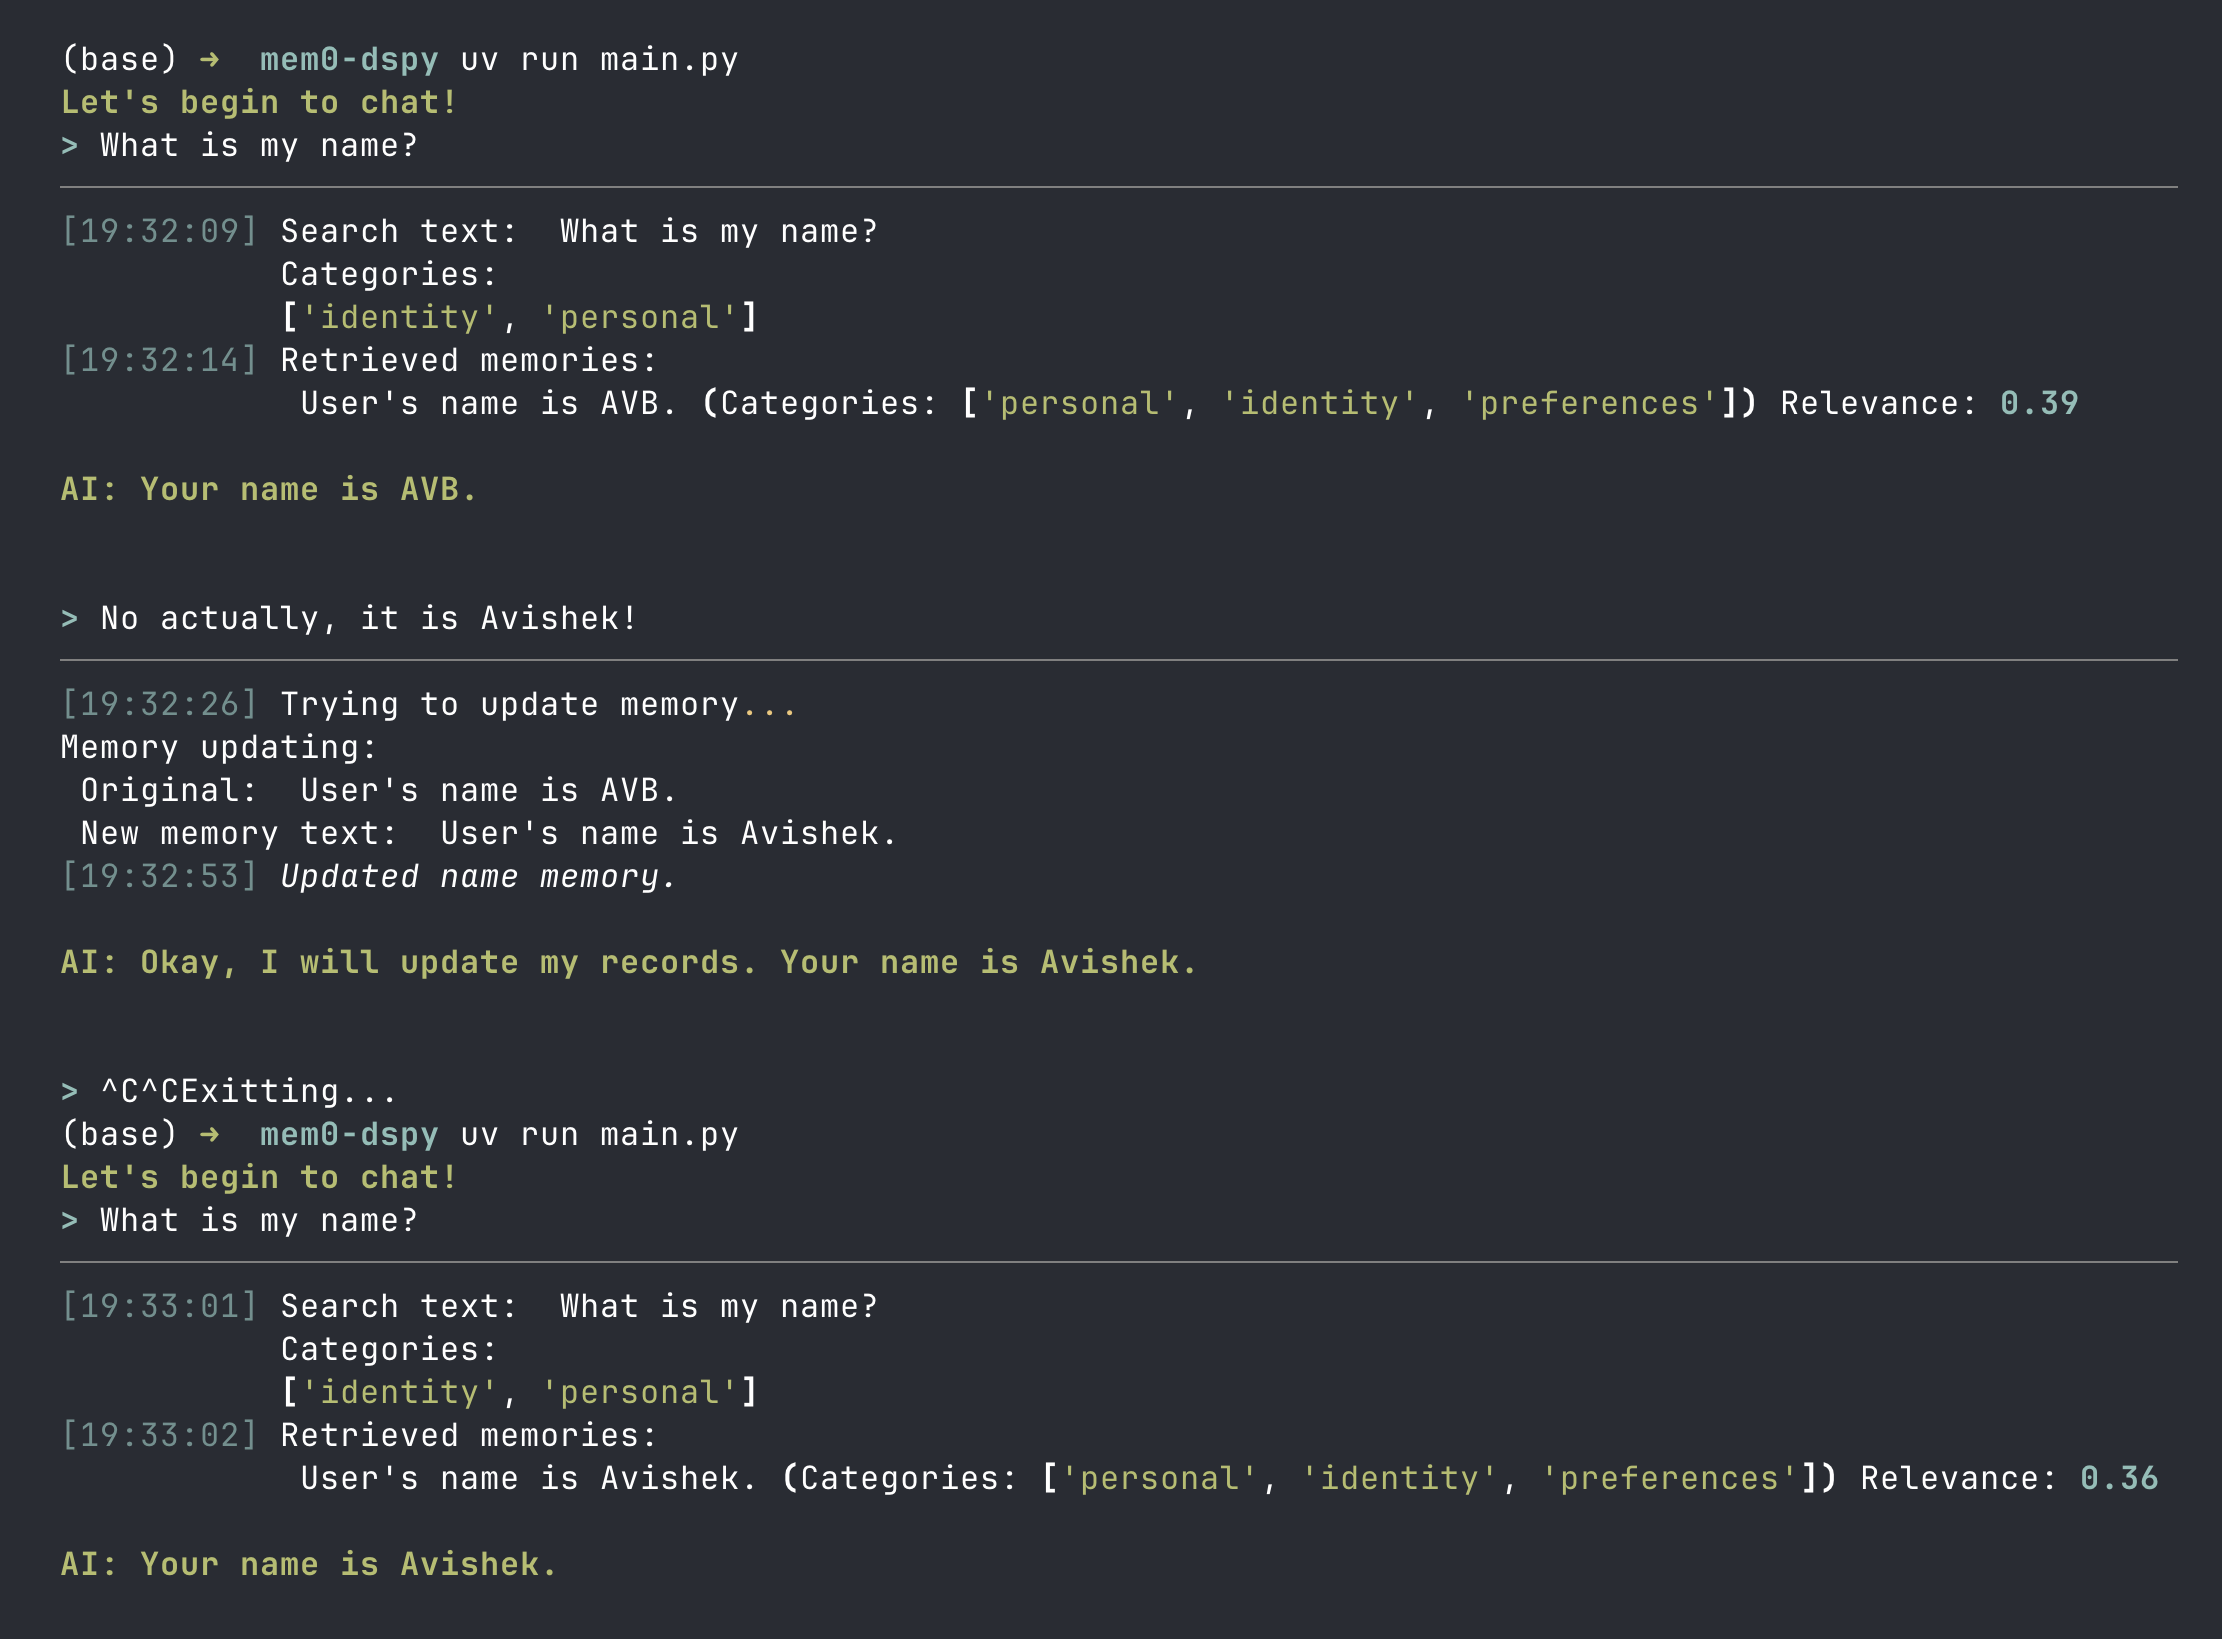 (base) ➜  mem0-dspy uv run main.py
Let's begin to chat!
> What is my name?
[19:32:09] Search text:  What is my name?
Categories:
['identity', 'personal']
[19:32:14] Retrieved memories:
User's name is AVB. (Categories: ['personal', 'identity', 'preferences']) Relevance: 0.39
AI: Your name is AVB.
> No actually, it is Avishek!
[19:32:26] Trying to update memory...
Memory updating:
Original:  User's name is AVB.
New memory text:  User's name is Avishek.
[19:32:53] Updated name memory.
AI: Okay, I will update my records. Your name is Avishek.
> ^C^CExitting...
(base) ➜  mem0-dspy uv run main.py
Let's begin to chat!
> What is my name?
[19:33:01] Search text:  What is my name?
Categories:
['identity', 'personal']
[19:33:02] Retrieved memories:
User's name is Avishek. (Categories: ['personal', 'identity', 'preferences']) Relevance: 0.36
AI: Your name is Avishek.